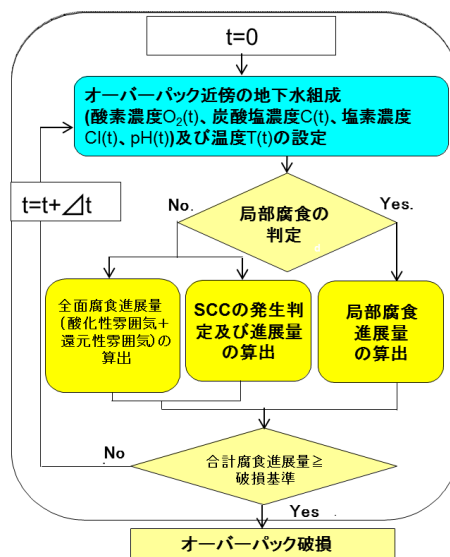 t=0
オーバーパック近傍の地下水組成
(酸素濃度O₂(t)、炭酸塩濃度C(t)、塩素濃度
Cl(t)、pH(t))及び温度T(t)の設定
t=t+⊿t
No.
Yes.
局部腐食の
判定
全面腐食進展量
(酸化性雰囲気+
還元性雰囲気)の
算出
SCCの発生判
定及び進展量
の算出
局部腐食
進展量
の算出
No
合計腐食進展量≧
破損基準
Yes
オーバーパック破損